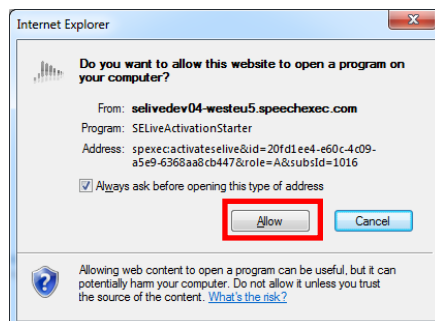 Internet Explorer
Do you want to allow this website to open a program on
your computer?
From: selivedev04-westeu5.speechexec.com
Program: SELiveActivationStarter
Address: spexec:activateselive&id=20fd1ee4-e60c-4c09-
a5e9-6368aa8cb447&role=A&subsId=1016
Always ask before opening this type of address
Allow Cancel
Allowing web content to open a program can be useful, but it can
potentially harm your computer. Do not allow it unless you trust
the source of the content. What's the risk?